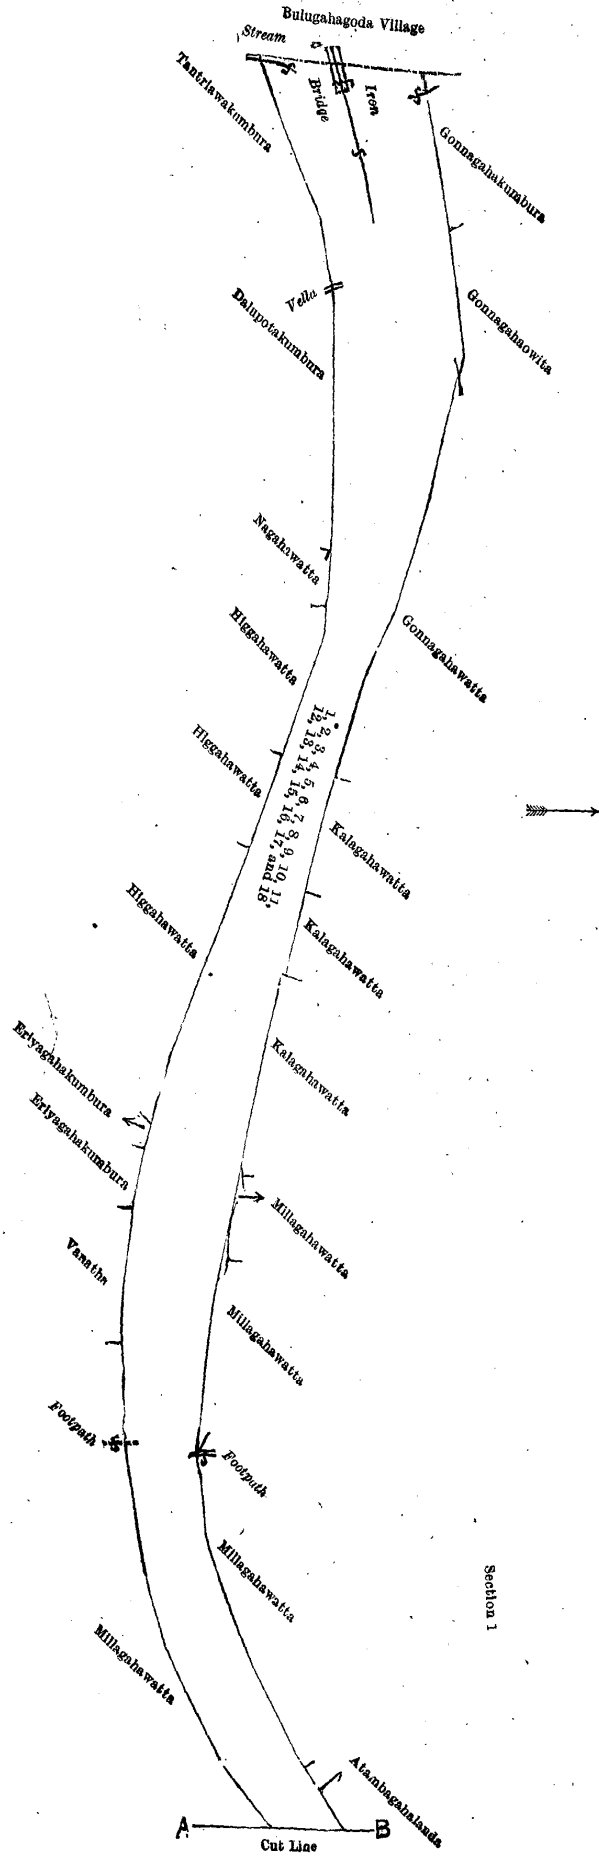 Bulugahagoda Village
Stream
Tantrlawakumbura
Bridge
Iron
Gonnagahakumbura
Vella
Dalupotakumbura
Gonnagahaowita
Nagahawatta
Higgahawatta
Gonnagahawatta
Higgahawatta
1, 2, 3, 4, 5, 6, 7, 8, 9, 10, 11,
12, 13, 14, 15, 16, 17, and 18.
Kalagahawatta
Higgahawatta
Kalagahawatta
Eriyagahakumbura
Kalagahawatta
Eriyagahakumbura
Millagahawatta
Vanatha
Millagahawatta
Footpath
Footpath
Millagahawatta
Section 1
Millagahawatta
Atambagahalanda
A
B
Cut Line